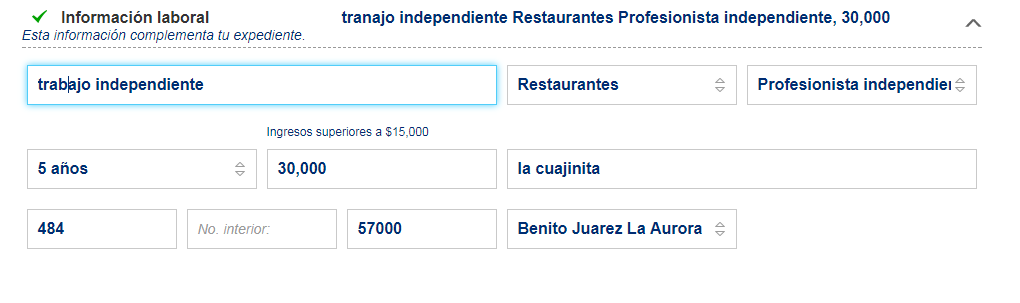 Información laboral tranajo independiente Restaurantes Profesionista independiente, 30,000
Esta información complementa tu expediente.
trabajo independiente Restaurantes Profesionista independier
Ingresos superiores a $15,000
5 años 30,000 la cuajinita
484 No. interior: 57000 Benito Juarez La Aurora